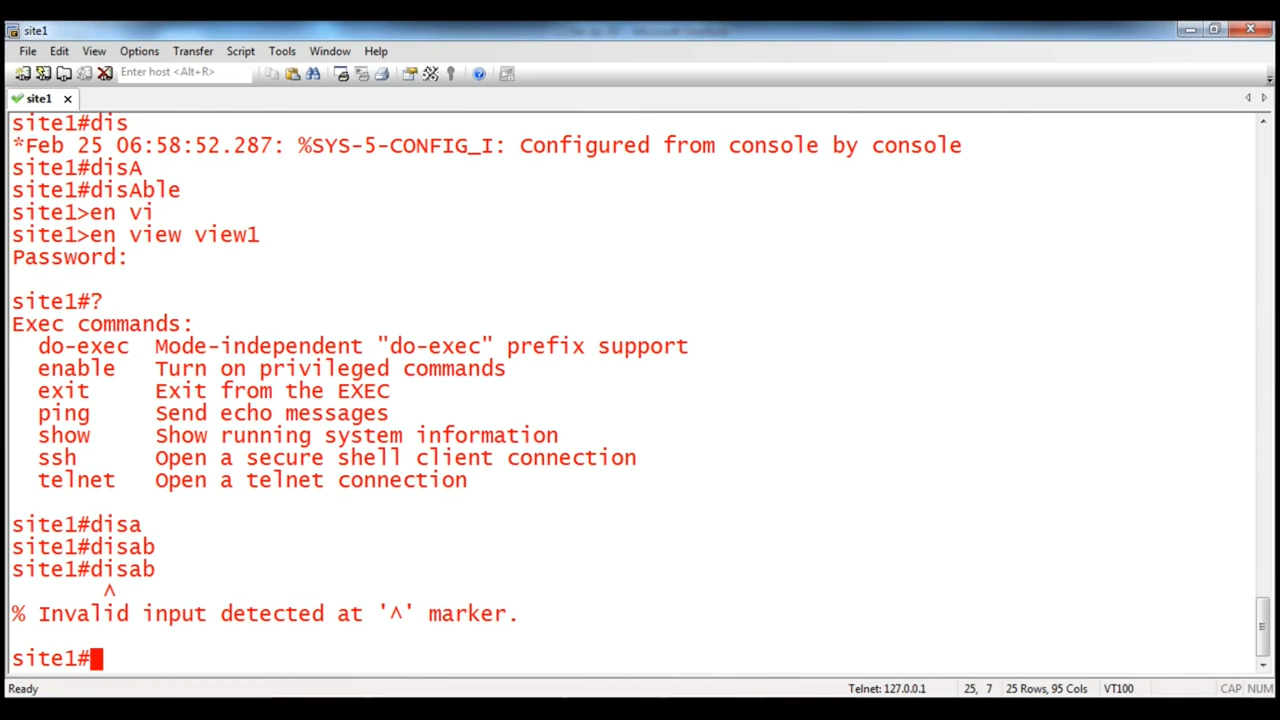 site1
File Edit View Options Transfer Script Tools Window Help
Enter host <Alt+R>
site1
site1#dis
*Feb 25 06:58:52.287: %SYS-5-CONFIG_I: Configured from console by console
site1#disA
site1#disAble
site1>en vi
site1>en view view1
Password:
site1#?
Exec commands:
do-exec Mode-independent "do-exec" prefix support
enable Turn on privileged commands
exit Exit from the EXEC
ping Send echo messages
show Show running system information
ssh Open a secure shell client connection
telnet Open a telnet connection
site1#disa
site1#disab
site1#disab
^
% Invalid input detected at '^' marker.
site1#
Ready Telnet: 127.0.0.1 25, 7 25 Rows, 95 Cols VT100 CAP NUM